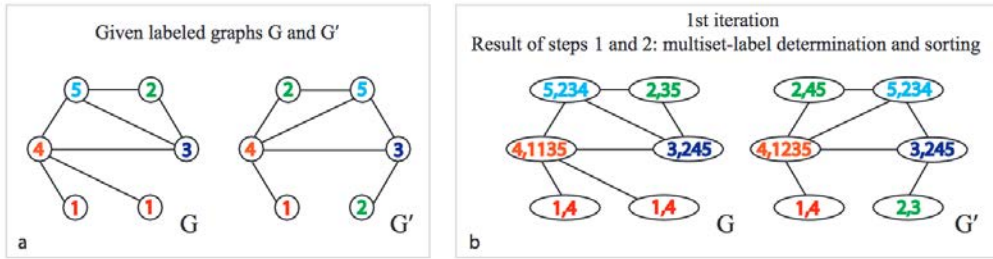 Given labeled graphs G and G′
5 2
4 3
1 1
G
2 5
4 3
1 2
G′
a
1st iteration
Result of steps 1 and 2: multiset-label determination and sorting
5,234 2,35
4,1135 3,245
1,4 1,4
G
2,45 5,234
4,1235 3,245
1,4 2,3
G′
b